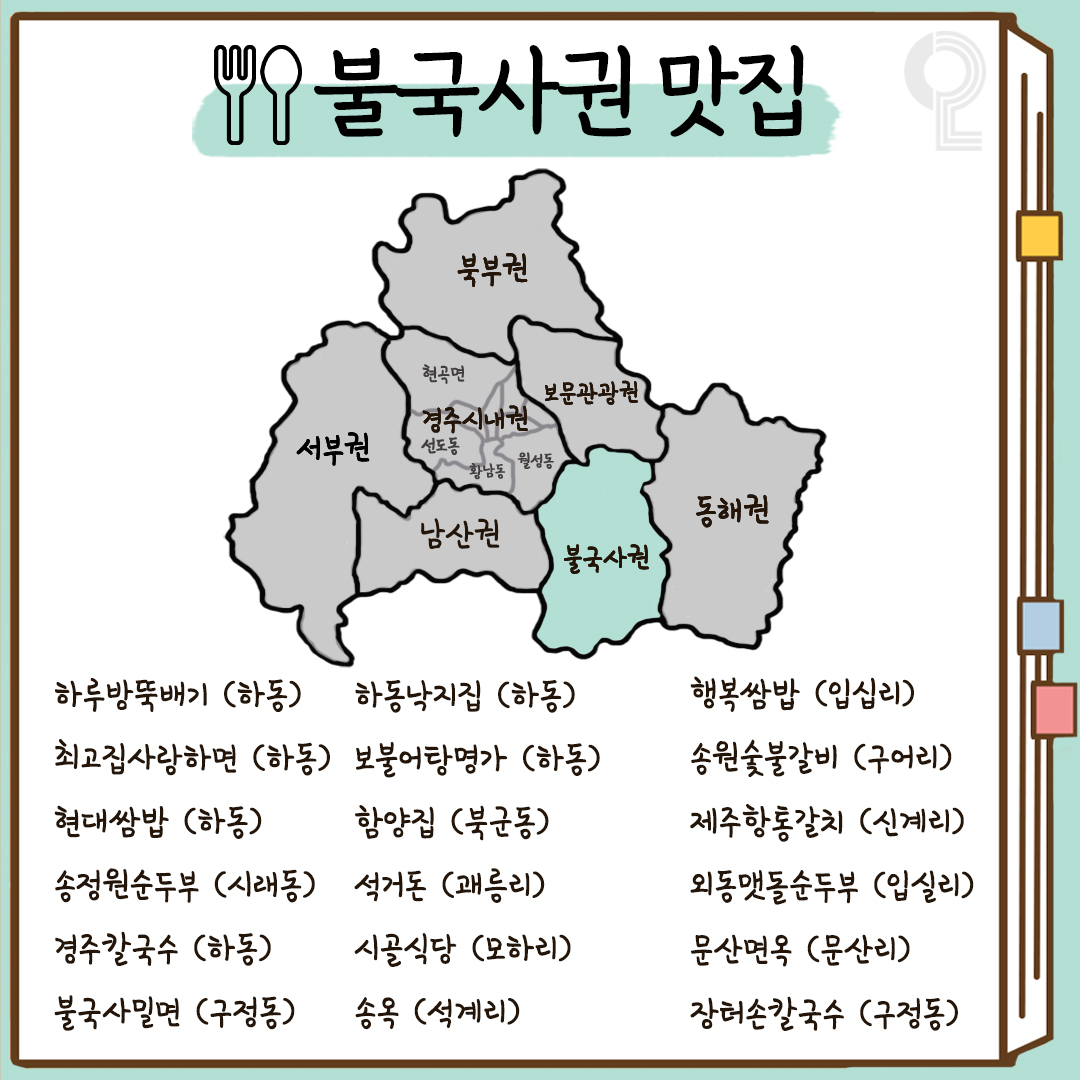 불국사권 맛집
북부권
현곡면
보문관광권
경주시내권
서부권
선도동
월성동
황남동
동해권
남산권
불국사권
하루방뚝배기 (하동)
최고집사랑하면 (하동)
현대쌈밥 (하동)
송정원순두부 (시래동)
경주칼국수 (하동)
불국사밀면 (구정동)
하동낙지집 (하동)
보불어탕명가 (하동)
함양집 (북군동)
석거돈 (괘릉리)
시골식당 (모하리)
송옥 (석계리)
행복쌈밥 (입십리)
송원숯불갈비 (구어리)
제주항통갈치 (신계리)
외동맷돌순두부 (입실리)
문산면옥 (문산리)
장터손칼국수 (구정동)